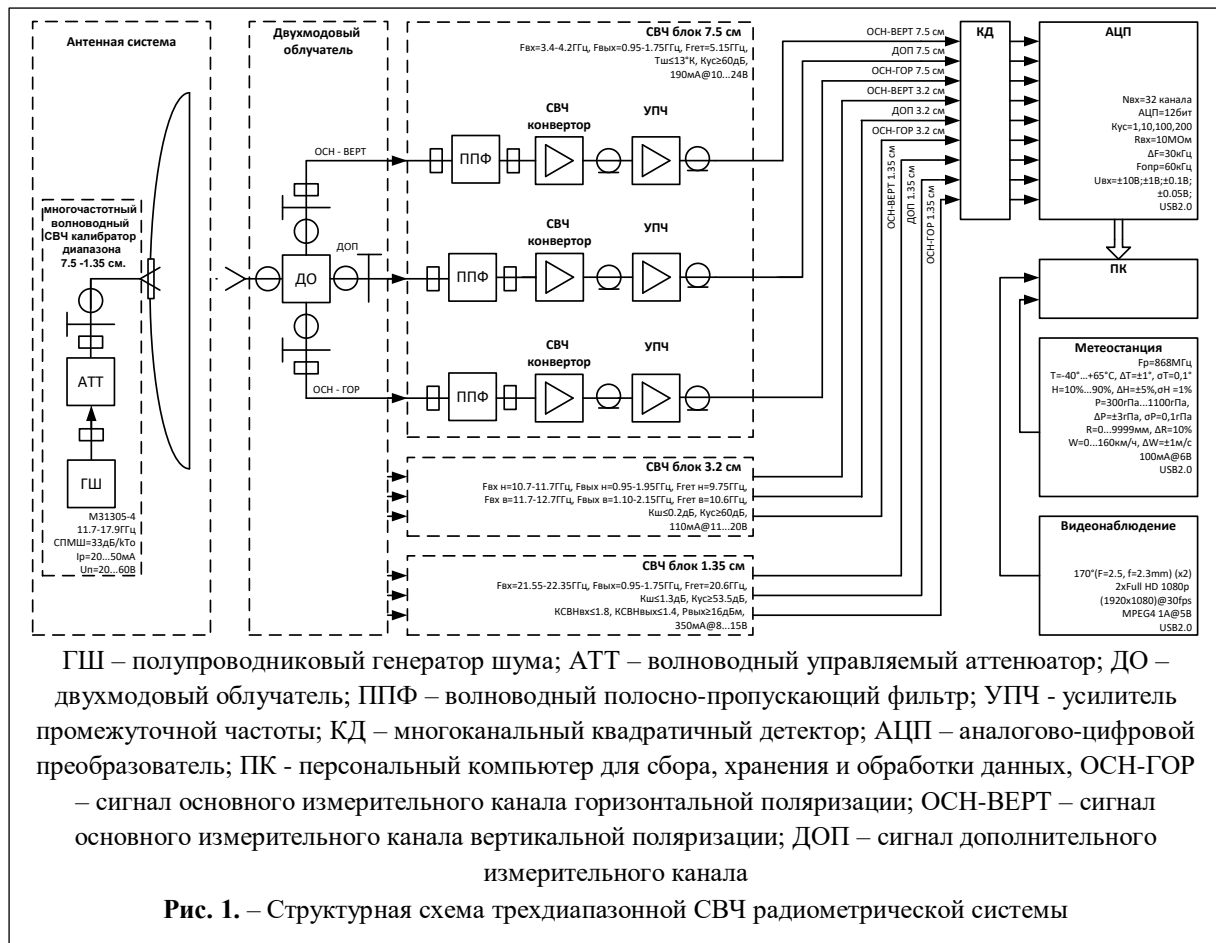 Антенная система
многочастотный
волноводный
СВЧ калибратор
диапазона
7.5 -1.35 см.
АТТ
ГШ
М31305-4
11.7-17.9ГГц
СПМШ=33дБ/kTo
Iр=20...50мА
Uп=20...60В
Двухмодовый
облучатель
ОСН - ВЕРТ
ДО
ДОП
ОСН - ГОР
СВЧ блок 7.5 см
Fвх=3.4-4.2ГГц, Fвых=0.95-1.75ГГц, Fгет=5.15ГГц,
Тш≤13°К, Кус≥60дБ,
190мА@10...24В
СВЧ
конвертор
УПЧ
ППФ
СВЧ
конвертор
УПЧ
ППФ
СВЧ
конвертор
УПЧ
ППФ
СВЧ блок 3.2 см
Fвх н=10.7-11.7ГГц, Fвых н=0.95-1.95ГГц, Fгет н=9.75ГГц,
Fвх в=11.7-12.7ГГц, Fвых в=1.10-2.15ГГц, Fгет в=10.6ГГц,
Кш≤0.2дБ, Кус≥60дБ,
110мА@11...20В
СВЧ блок 1.35 см
Fвх=21.55-22.35ГГц, Fвых=0.95-1.75ГГц, Fгет=20.6ГГц,
Кш≤1.3дБ, Кус≥53.5дБ,
КСВНвх≤1.8, КСВНвых≤1.4, Рвых≥16дБм,
350мА@8...15В
ОСН-ВЕРТ 7.5 см
ДОП 7.5 см
ОСН-ГОР 7.5 см
ОСН-ВЕРТ 3.2 см
ДОП 3.2 см
ОСН-ГОР 3.2 см
ОСН-ВЕРТ 1.35 см
ДОП 1.35 см
ОСН-ГОР 1.35 см
КД
АЦП
Nвх=32 канала
АЦП=12бит
Кус=1,10,100,200
Rвх=10МОм
ΔF=30кГц
Fопр=60кГц
Uвх=±10В;±1В;±0.1В;
±0.05В;
USB2.0
ПК
Метеостанция
Fр=868МГц
Т=-40°...+65°С, ΔТ=±1°, σТ=0,1°
Н=10%...90%, ΔН=±5%,σН =1%
Р=300гПа...1100гПа,
ΔР=±3гПа, σР=0,1гПа
R=0...9999мм, ΔR=10%
W=0...160км/ч, ΔW=±1м/с
100мА@6В
USB2.0
Видеонаблюдение
170°(F=2.5, f=2.3mm) (x2)
2xFull HD 1080p
(1920x1080)@30fps
MPEG4 1А@5В
USB2.0
ГШ – полупроводниковый генератор шума; АТТ – волноводный управляемый аттенюатор; ДО –
двухмодовый облучатель; ППФ – волноводный полосно-пропускающий фильтр; УПЧ - усилитель
промежуточной частоты; КД – многоканальный квадратичный детектор; АЦП – аналогово-цифровой
преобразователь; ПК - персональный компьютер для сбора, хранения и обработки данных, ОСН-ГОР
– сигнал основного измерительного канала горизонтальной поляризации; ОСН-ВЕРТ – сигнал
основного измерительного канала вертикальной поляризации; ДОП – сигнал дополнительного
измерительного канала
Рис. 1. – Структурная схема трехдиапазонной СВЧ радиометрической системы